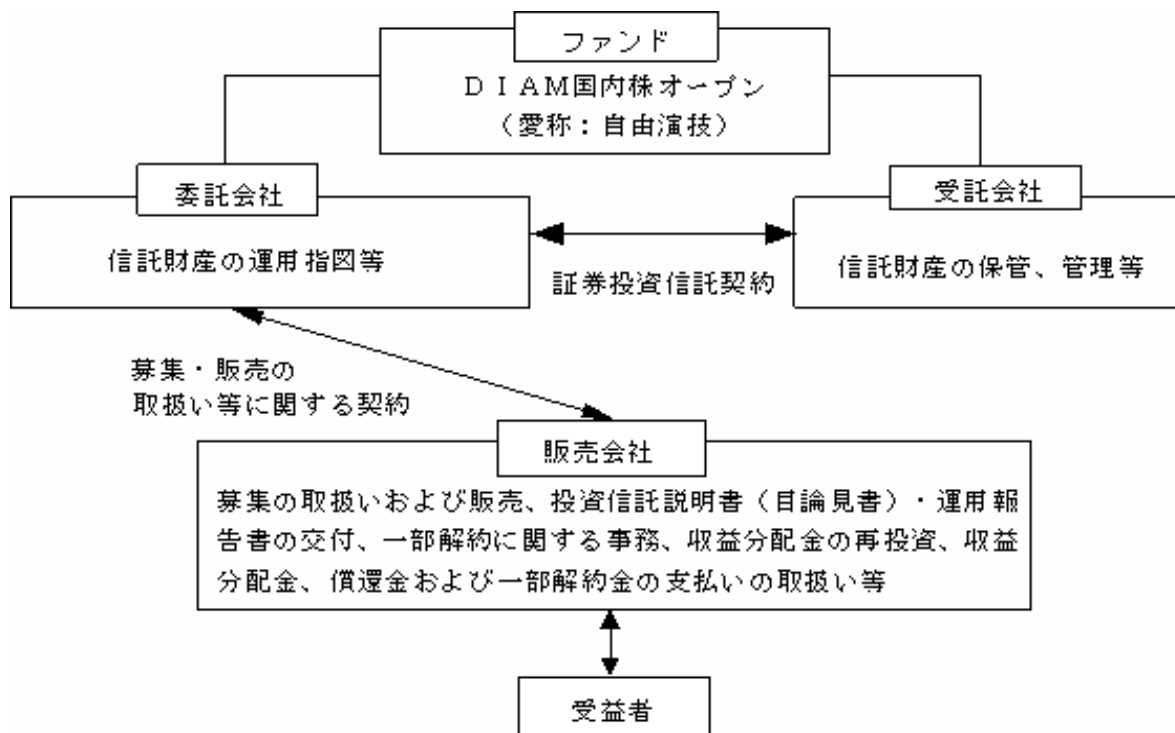 ファンド
ＤＩＡＭ国内株オープン
（愛称：自由演技）
委託会社
受託会社
信託財産の運用指図等
信託財産の保管、管理等
証券投資信託契約
募集・販売の
取扱い等に関する契約
販売会社
募集の取扱いおよび販売、投資信託説明書（目論見書）・運用報
告書の交付、一部解約に関する事務、収益分配金の再投資、収益
分配金、償還金および一部解約金の支払いの取扱い等
受益者